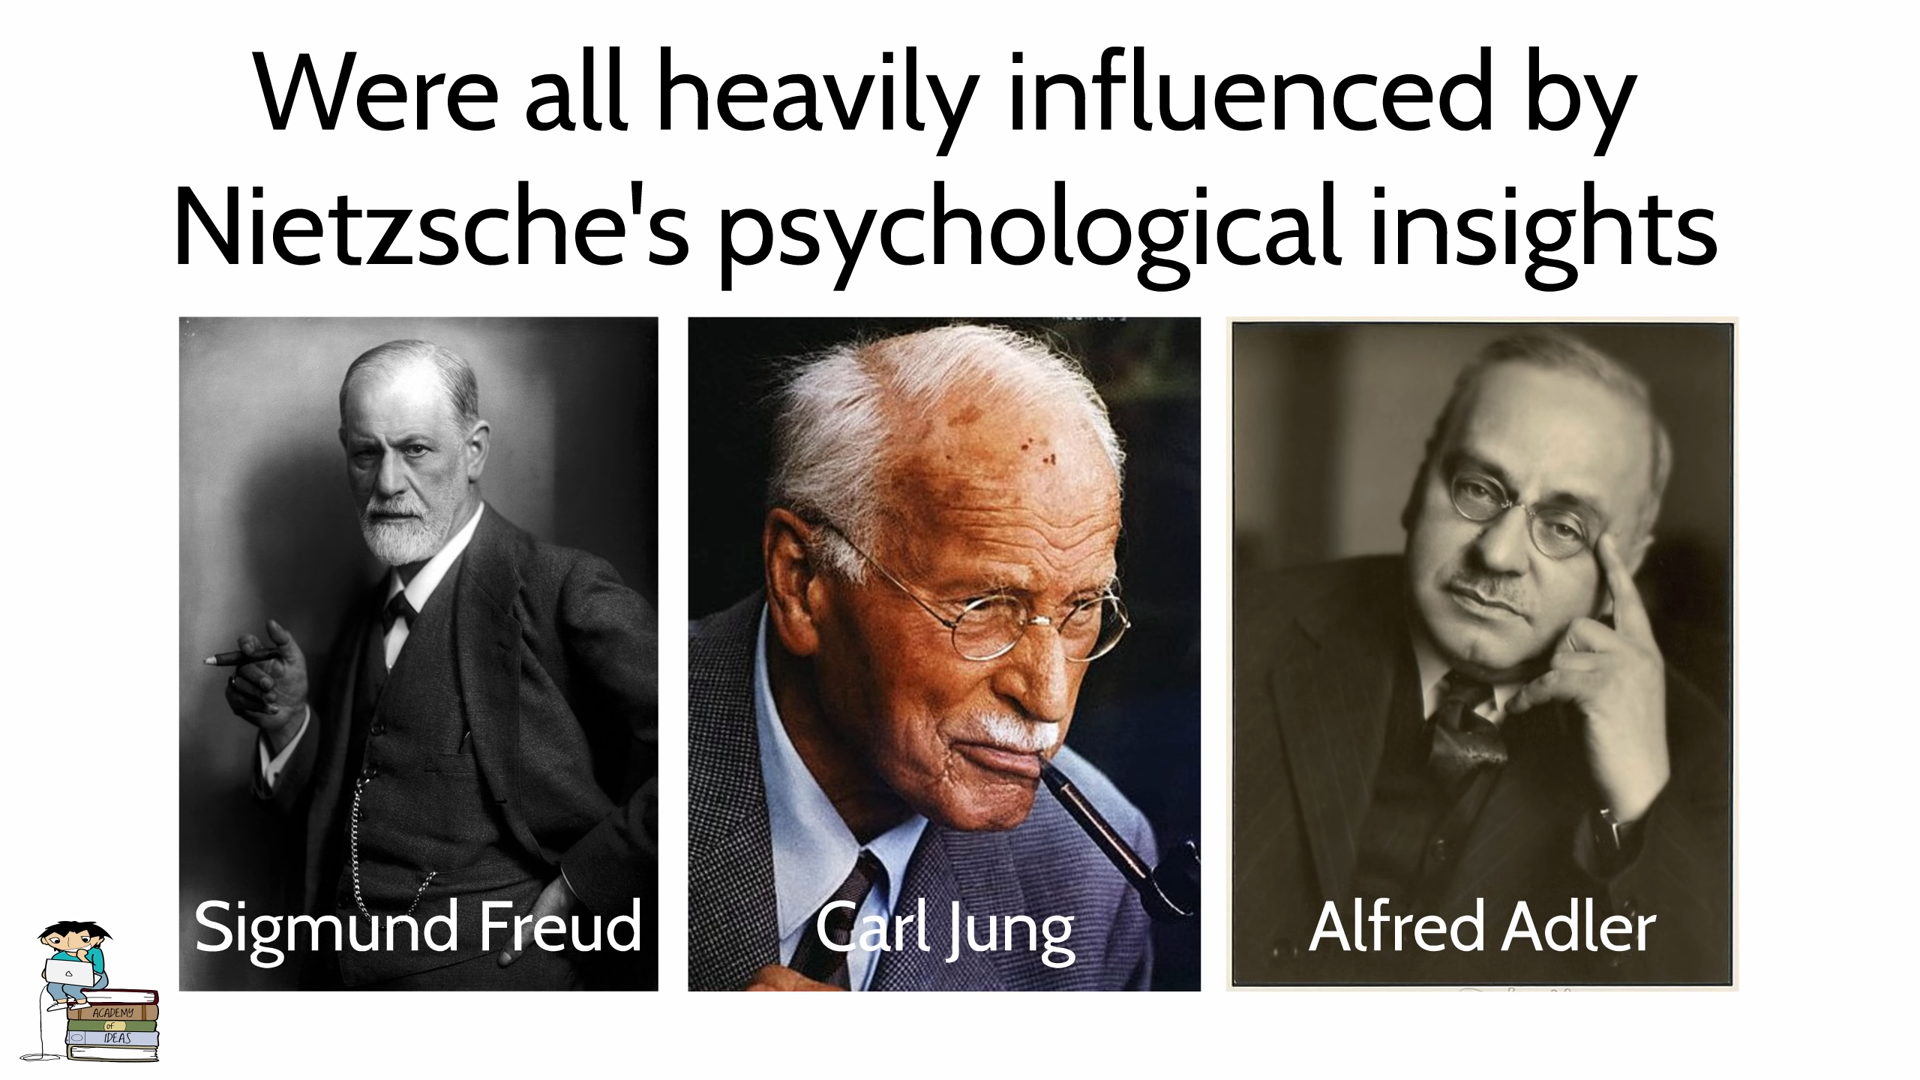 Were all heavily influenced by
Nietzsche's psychological insights
Sigmund Freud
Carl Jung
Alfred Adler
ACADEMY
of
IDEAS